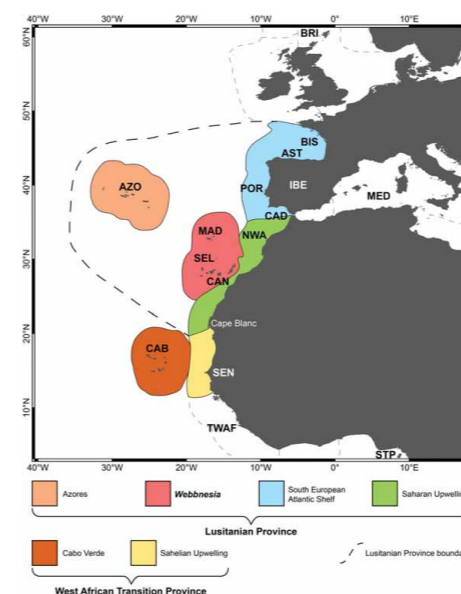 40°W 30°W 20°W 10°W 0° 10°E
60°N
BRI
50°N
BIS
AST
40°N
AZO
POR
IBE
MED
CAD
MAD
NWA
30°N
SEL
CAN
20°N
Cape Blanc
CAB
SEN
10°N
TWAF
STP
40°W 30°W 20°W 10°W 0° 10°E
Azores
Webbnesia
South European
Atlantic Shelf
Saharan Upwellin
Lusitanian Province
Cabo Verde
Sahelian Upwelling
Lusitanian Province bounda
West African Transition Province